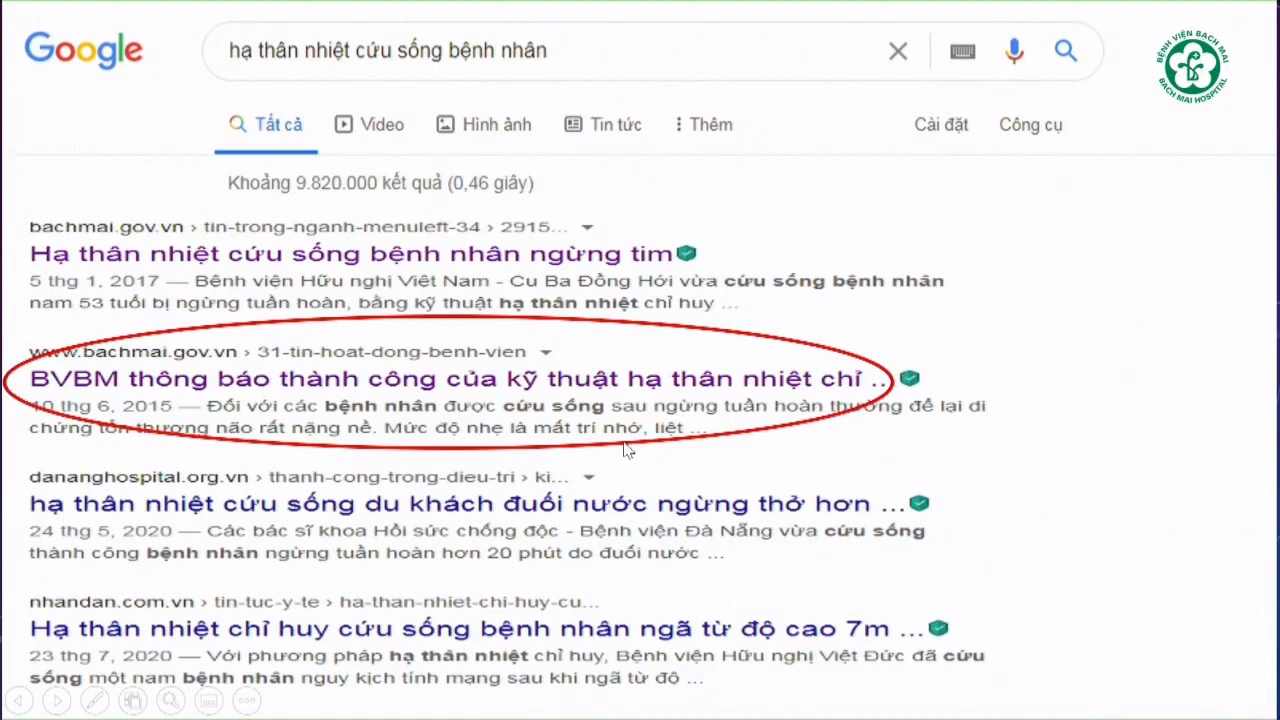 Google
hạ thân nhiệt cứu sống bệnh nhân
BỆNH VIỆN BẠCH MAI
BACH MAI HOSPITAL
Tất cả Video Hình ảnh Tin tức Thêm Cài đặt Công cụ
Khoảng 9.820.000 kết quả (0,46 giây)
bachmai.gov.vn › tin-trong-nganh-menuleft-34 › 2915...
Hạ thân nhiệt cứu sống bệnh nhân ngừng tim
5 thg 1, 2017 — Bệnh viện Hữu nghị Việt Nam - Cu Ba Đồng Hới vừa cứu sống bệnh nhân
nam 53 tuổi bị ngừng tuần hoàn, bằng kỹ thuật hạ thân nhiệt chỉ huy ...
www.bachmai.gov.vn › 31-tin-hoat-dong-benh-vien
BVBM thông báo thành công của kỹ thuật hạ thân nhiệt chỉ ...
10 thg 6, 2015 — Đối với các bệnh nhân được cứu sống sau ngừng tuần hoàn thường để lại di
chứng tổn thương não rất nặng nề. Mức độ nhẹ là mất trí nhớ, liệt ...
dananghospital.org.vn › thanh-cong-trong-dieu-tri › ki...
hạ thân nhiệt cứu sống du khách đuối nước ngừng thở hơn ...
24 thg 5, 2020 — Các bác sĩ khoa Hồi sức chống độc - Bệnh viện Đà Nẵng vừa cứu sống
thành công bệnh nhân ngừng tuần hoàn hơn 20 phút do đuối nước ...
nhandan.com.vn › tin-tuc-y-te › ha-than-nhiet-chi-huy-cu...
Hạ thân nhiệt chỉ huy cứu sống bệnh nhân ngã từ độ cao 7m ...
23 thg 7, 2020 — Với phương pháp hạ thân nhiệt chỉ huy, Bệnh viện Hữu nghị Việt Đức đã cứu
sống một nam bệnh nhân nguy kịch tính mạng sau khi ngã từ độ ...